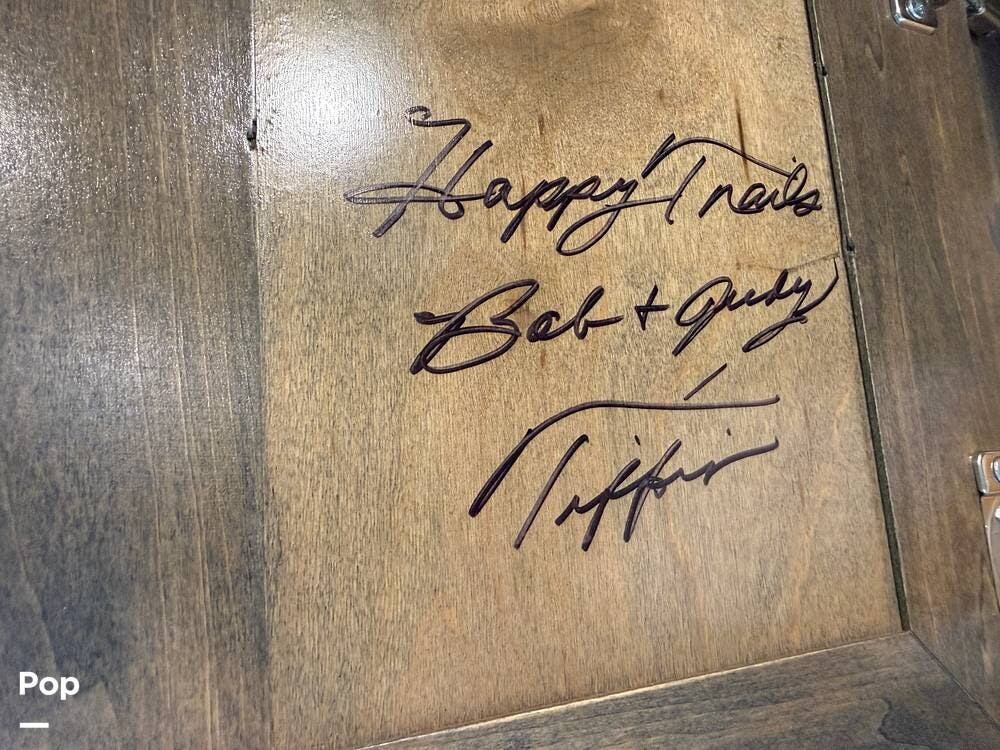 Happy Trails
Bob + Judy
Tiffin
Pop